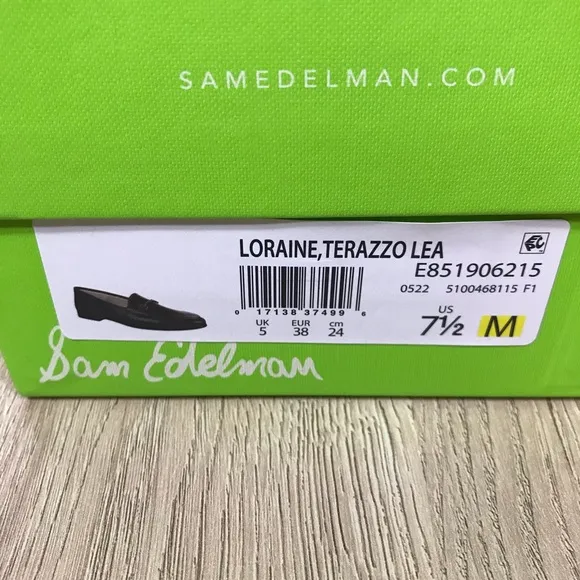 SAMEDELMAN.COM
LORAINE,TERAZZO LEA
E851906215
0522 5100468115 F1
0 17138 37499 6
UK EUR cm US
5 38 24 7½ M
Sam Edelman